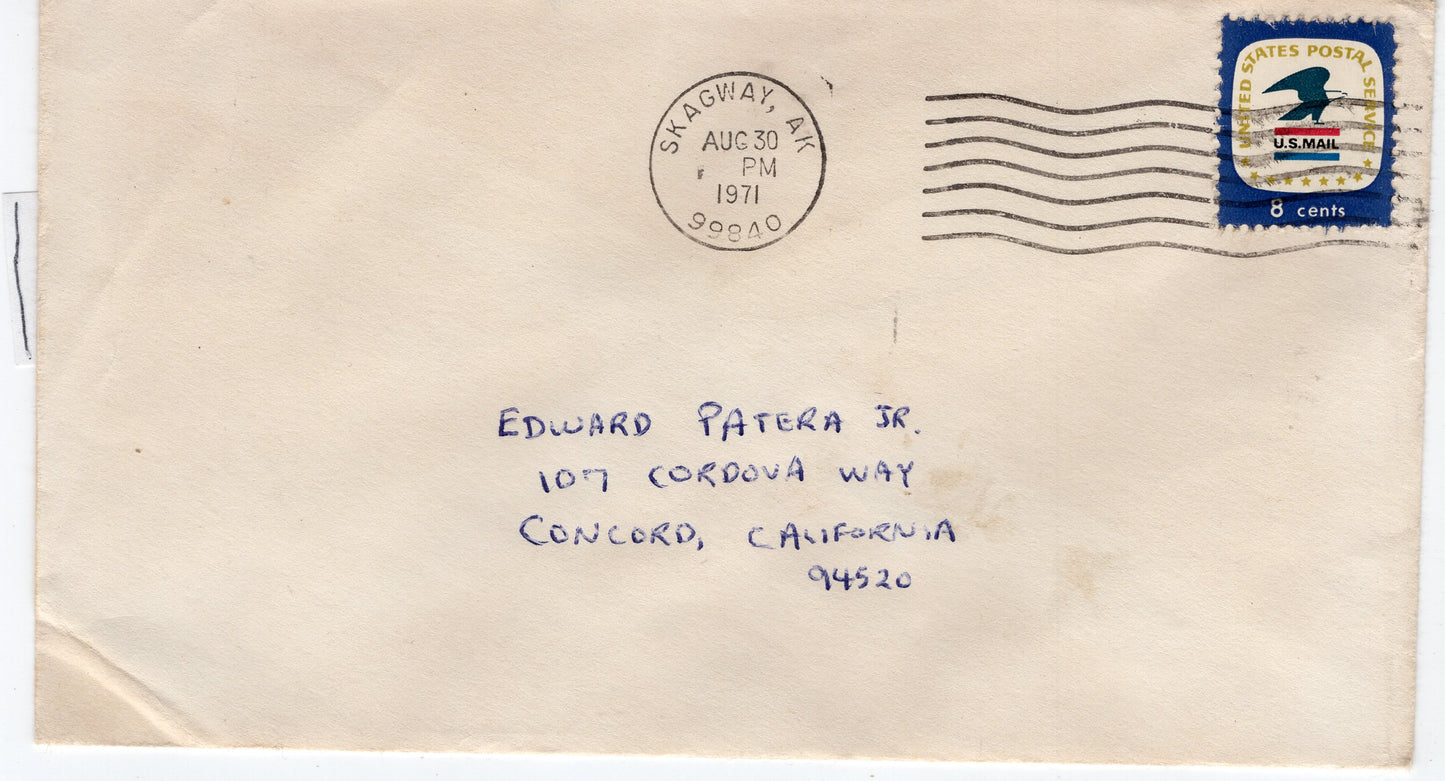 SKAGWAY, AK
AUG 30
PM
1971
99840
UNITED STATES POSTAL SERVICE
U.S. MAIL
8 cents
EDWARD PATERA JR.
107 CORDOVA WAY
CONCORD, CALIFORNIA
94520